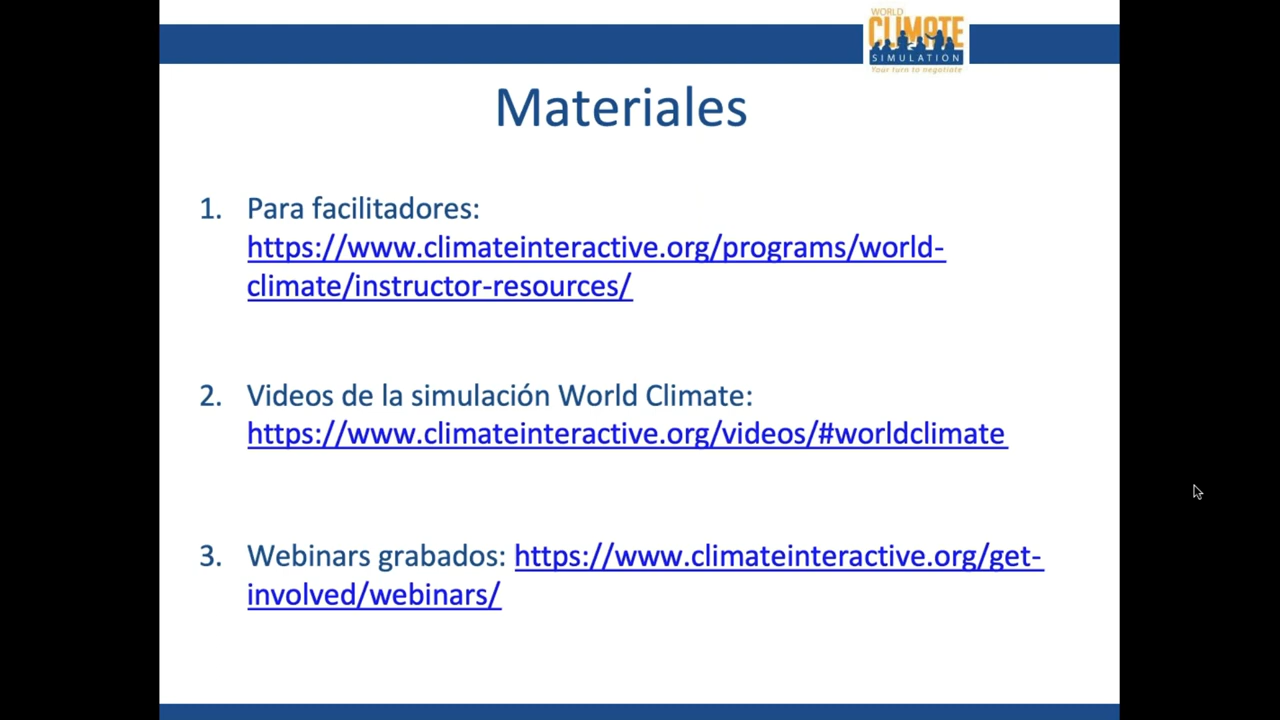 WORLD
CLIMATE
SIMULATION
Your turn to negotiate
Materiales
1. Para facilitadores:
https://www.climateinteractive.org/programs/world-
climate/instructor-resources/
2. Videos de la simulación World Climate:
https://www.climateinteractive.org/videos/#worldclimate
3. Webinars grabados: https://www.climateinteractive.org/get-
involved/webinars/